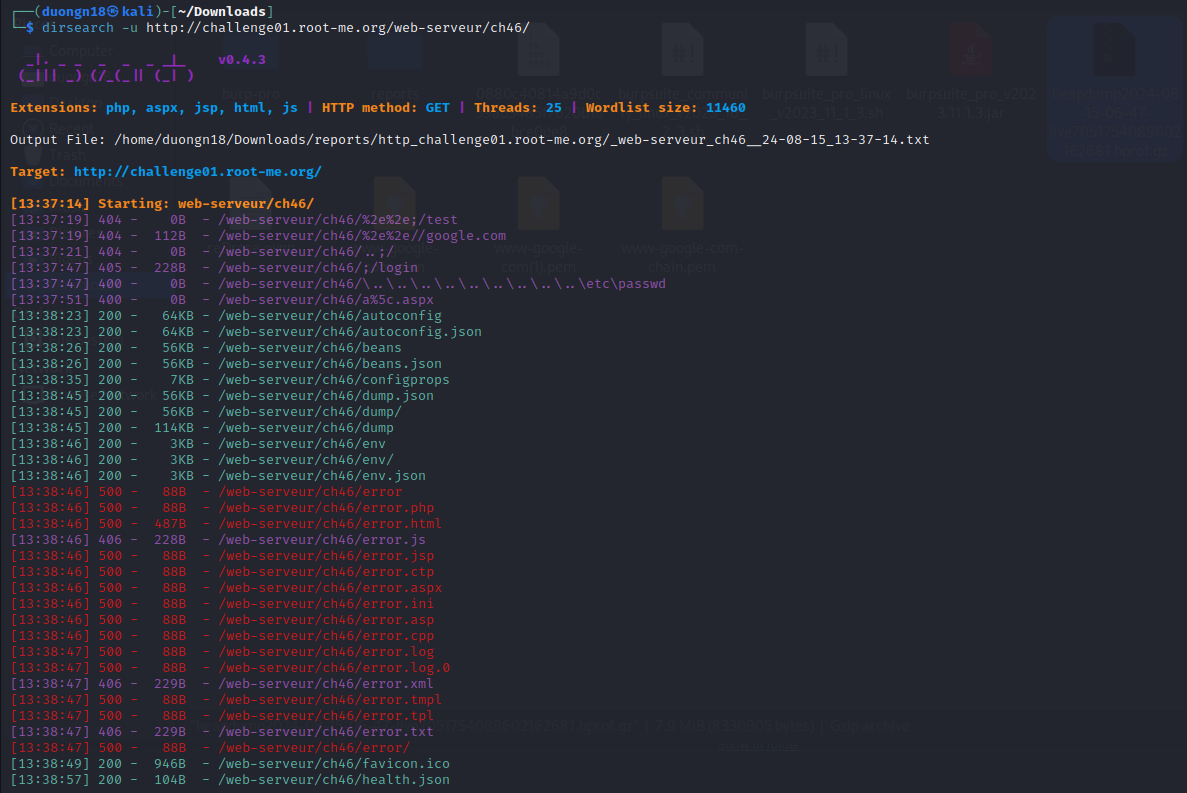 ┌──(duongn18㉿kali)-[~/Downloads]
└─$ dirsearch -u http://challenge01.root-me.org/web-serveur/ch46/
  _|. _ _  _  _  _ _|_    v0.4.3
 (_||| _) (/_(_|| (_| )
Extensions: php, aspx, jsp, html, js | HTTP method: GET | Threads: 25 | Wordlist size: 11460
Output File: /home/duongn18/Downloads/reports/http_challenge01.root-me.org/_web-serveur_ch46__24-08-15_13-37-14.txt
Target: http://challenge01.root-me.org/
[13:37:14] Starting: web-serveur/ch46/
[13:37:19] 404 -    0B  - /web-serveur/ch46/%2e%2e;/test
[13:37:19] 404 -  112B  - /web-serveur/ch46/%2e%2e//google.com
[13:37:21] 404 -    0B  - /web-serveur/ch46/..;/
[13:37:47] 405 -  228B  - /web-serveur/ch46/;/login
[13:37:47] 400 -    0B  - /web-serveur/ch46/\..\..\..\..\..\..\..\..\..\etc\passwd
[13:37:51] 400 -    0B  - /web-serveur/ch46/a%5c.aspx
[13:38:23] 200 -   64KB - /web-serveur/ch46/autoconfig
[13:38:23] 200 -   64KB - /web-serveur/ch46/autoconfig.json
[13:38:26] 200 -   56KB - /web-serveur/ch46/beans
[13:38:26] 200 -   56KB - /web-serveur/ch46/beans.json
[13:38:35] 200 -    7KB - /web-serveur/ch46/configprops
[13:38:45] 200 -   56KB - /web-serveur/ch46/dump.json
[13:38:45] 200 -   56KB - /web-serveur/ch46/dump/
[13:38:45] 200 -  114KB - /web-serveur/ch46/dump
[13:38:46] 200 -    3KB - /web-serveur/ch46/env
[13:38:46] 200 -    3KB - /web-serveur/ch46/env/
[13:38:46] 200 -    3KB - /web-serveur/ch46/env.json
[13:38:46] 500 -   88B  - /web-serveur/ch46/error
[13:38:46] 500 -   88B  - /web-serveur/ch46/error.php
[13:38:46] 500 -  487B  - /web-serveur/ch46/error.html
[13:38:46] 406 -  228B  - /web-serveur/ch46/error.js
[13:38:46] 500 -   88B  - /web-serveur/ch46/error.jsp
[13:38:46] 500 -   88B  - /web-serveur/ch46/error.ctp
[13:38:46] 500 -   88B  - /web-serveur/ch46/error.aspx
[13:38:46] 500 -   88B  - /web-serveur/ch46/error.ini
[13:38:46] 500 -   88B  - /web-serveur/ch46/error.asp
[13:38:46] 500 -   88B  - /web-serveur/ch46/error.cpp
[13:38:47] 500 -   88B  - /web-serveur/ch46/error.log
[13:38:47] 500 -   88B  - /web-serveur/ch46/error.log.0
[13:38:47] 406 -  229B  - /web-serveur/ch46/error.xml
[13:38:47] 500 -   88B  - /web-serveur/ch46/error.tmpl
[13:38:47] 500 -   88B  - /web-serveur/ch46/error.tpl
[13:38:47] 406 -  229B  - /web-serveur/ch46/error.txt
[13:38:47] 500 -   88B  - /web-serveur/ch46/error/
[13:38:49] 200 -  946B  - /web-serveur/ch46/favicon.ico
[13:38:57] 200 -  104B  - /web-serveur/ch46/health.json